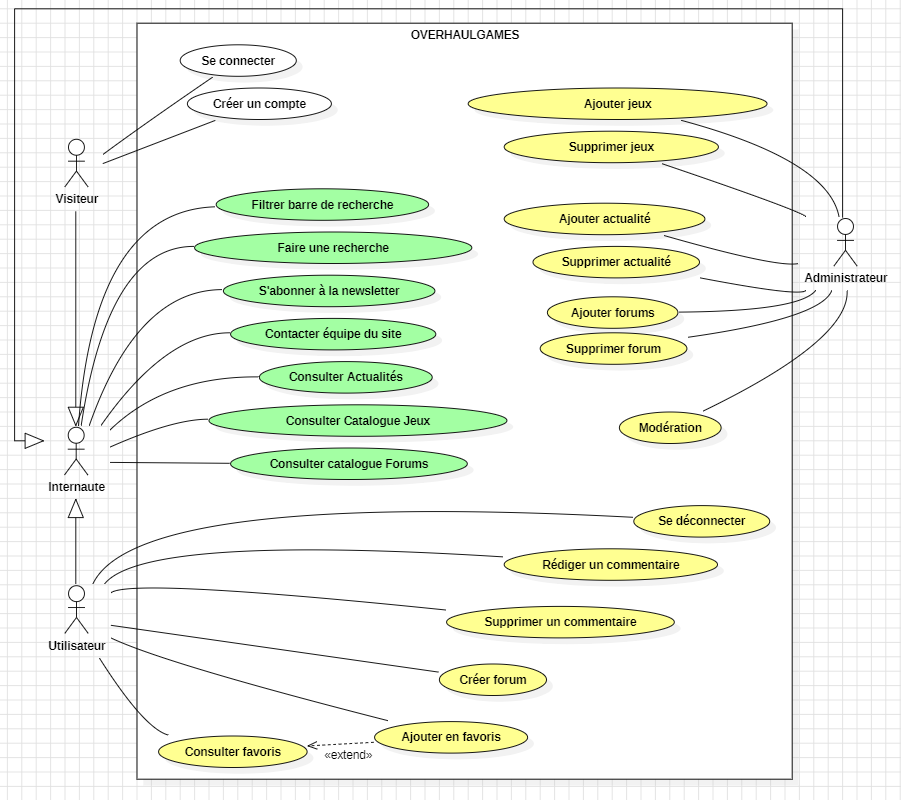 OVERHAULGAMES
Se connecter
Créer un compte
Ajouter jeux
Supprimer jeux
Visiteur
Filtrer barre de recherche
Ajouter actualité
Faire une recherche
Supprimer actualité
Administrateur
S'abonner à la newsletter
Ajouter forums
Contacter équipe du site
Supprimer forum
Consulter Actualités
Consulter Catalogue Jeux
Modération
Consulter catalogue Forums
Internaute
Se déconnecter
Rédiger un commentaire
Supprimer un commentaire
Utilisateur
Créer forum
Ajouter en favoris
Consulter favoris
«extend»